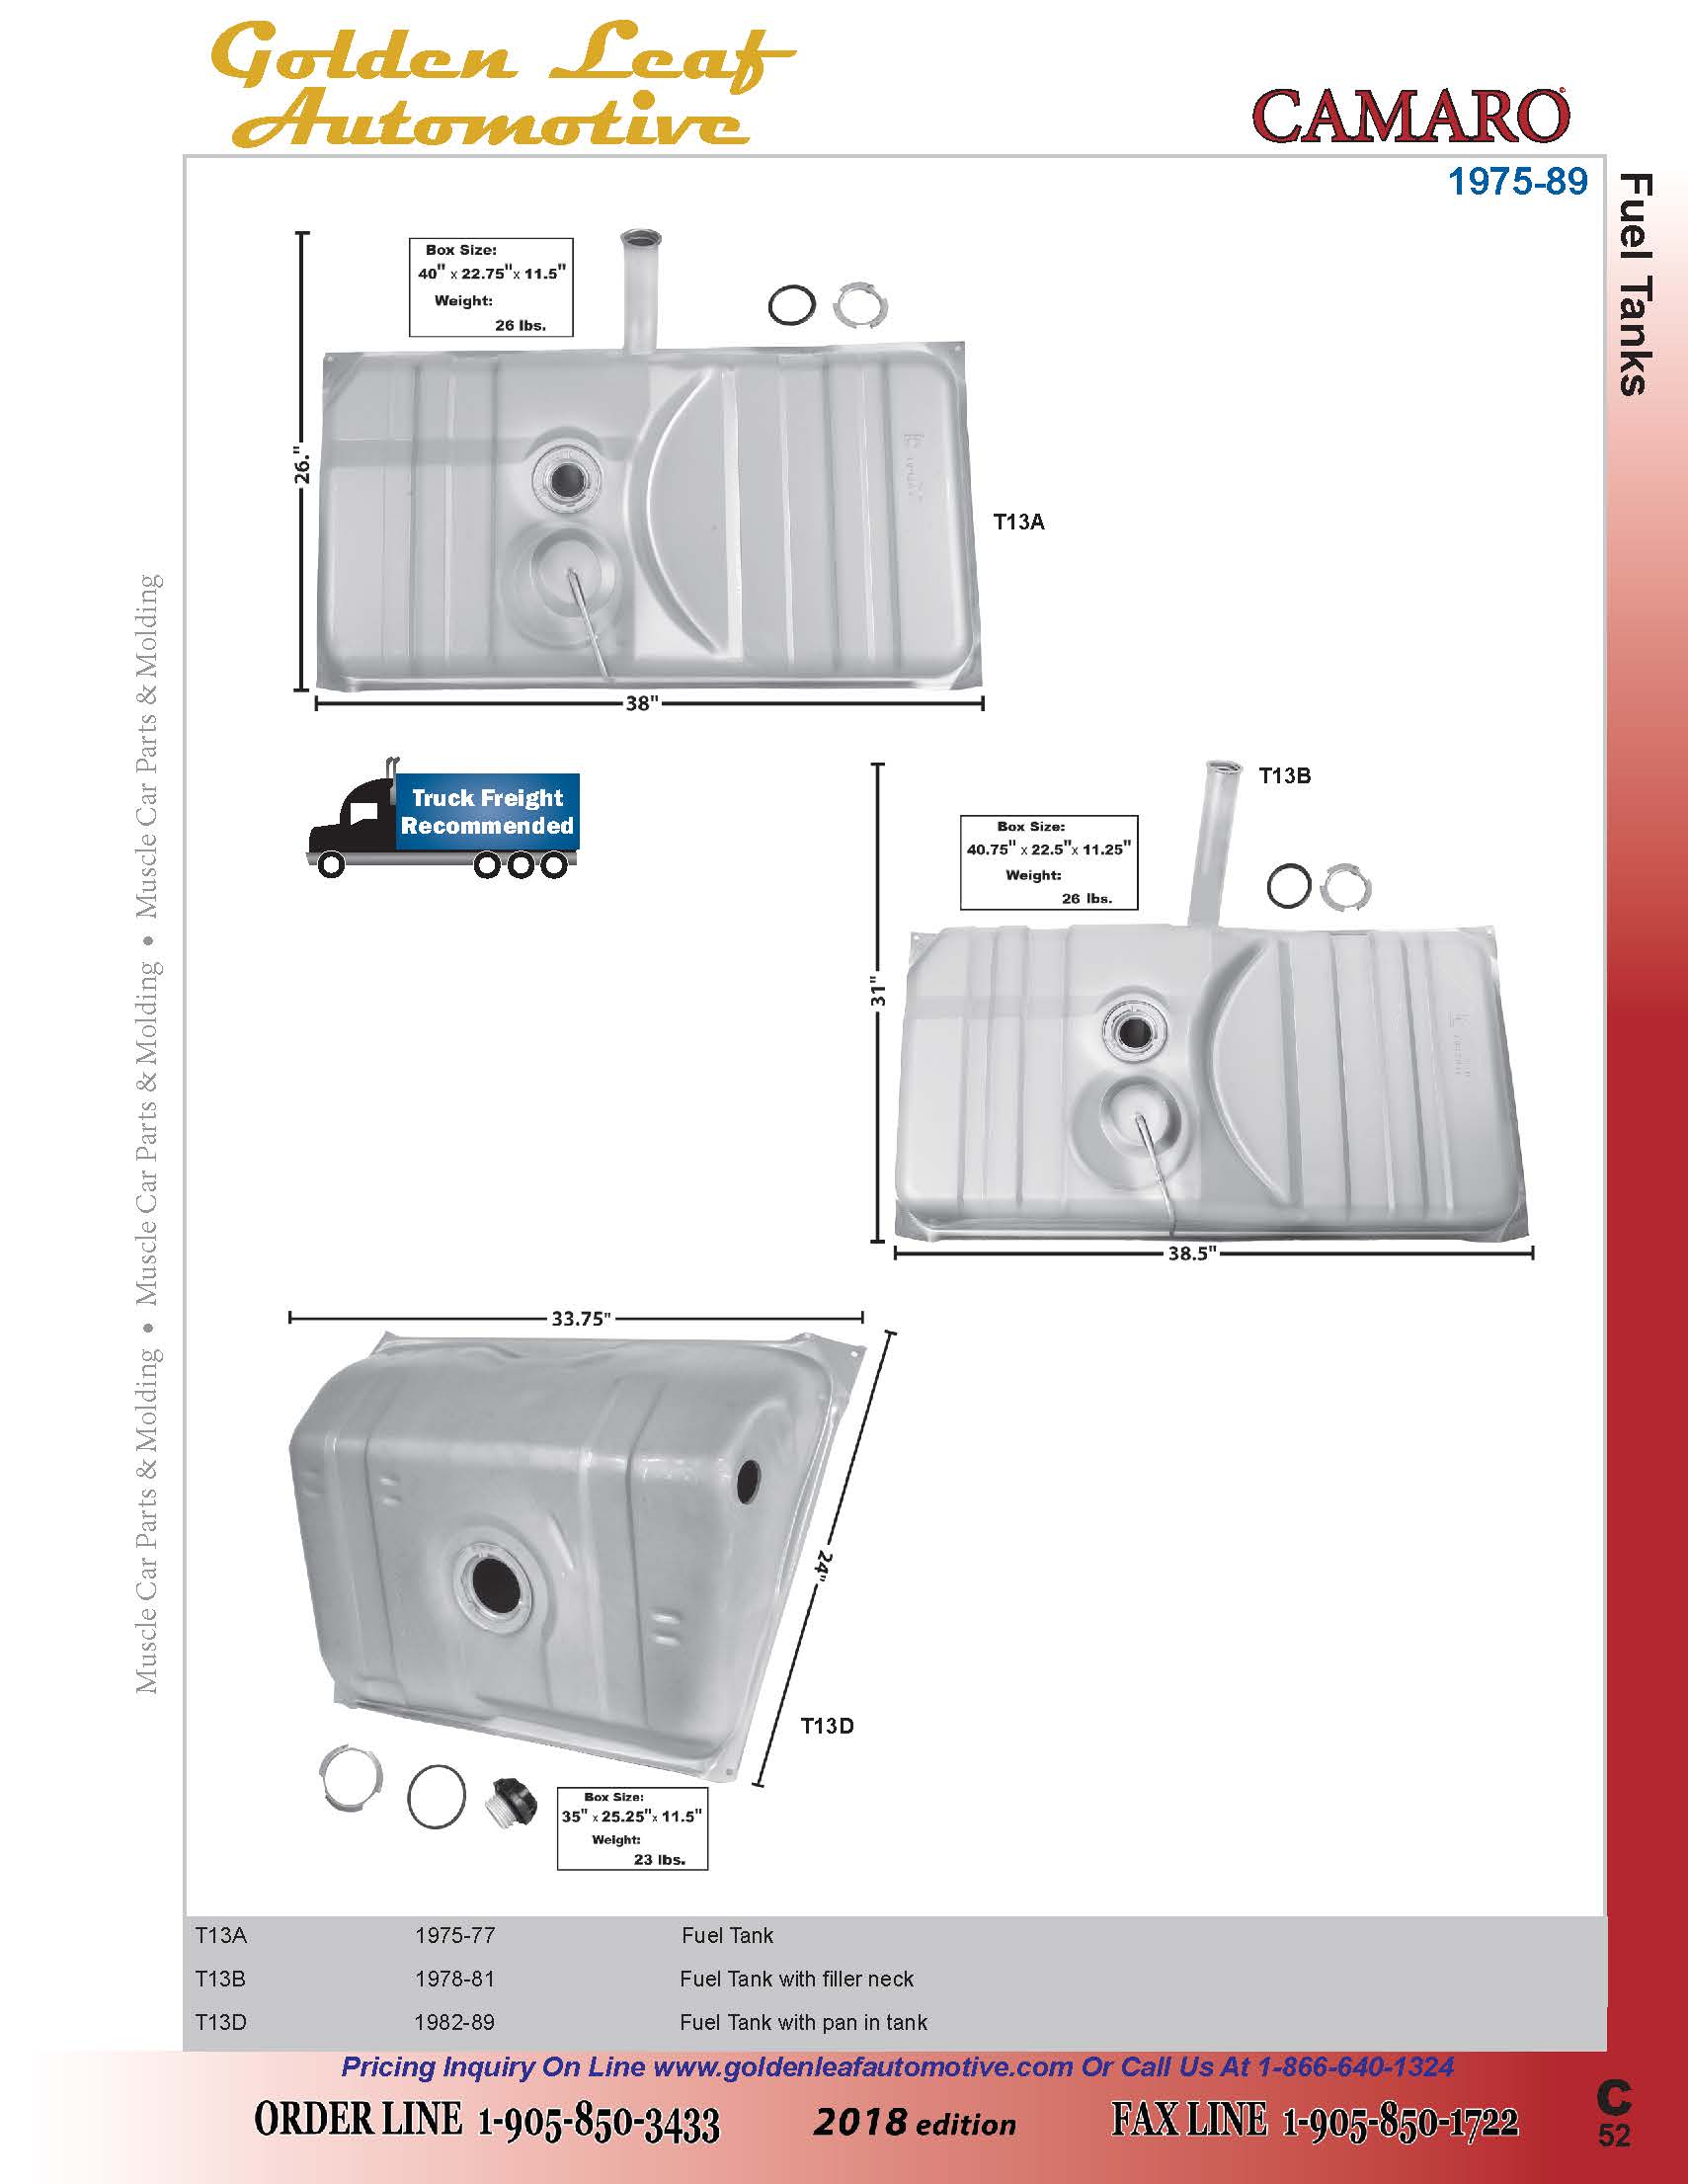 Golden Leaf
Automotive
CAMARO®
1975-89
Fuel Tanks
Box Size:
40" x 22.75"x 11.5"
Weight:
26 lbs.
26."
T13A
38"
Truck Freight
Recommended
T13B
Box Size:
40.75" x 22.5"x 11.25"
Weight:
26 lbs.
31"
38.5"
33.75"
24"
T13D
Box Size:
35" x 25.25"x 11.5"
Weight:
23 lbs.
Muscle Car Parts & Molding • Muscle Car Parts & Molding • Muscle Car Parts & Molding
T13A 1975-77 Fuel Tank
T13B 1978-81 Fuel Tank with filler neck
T13D 1982-89 Fuel Tank with pan in tank
Pricing Inquiry On Line www.goldenleafautomotive.com Or Call Us At 1-866-640-1324
ORDER LINE 1-905-850-3433 2018 edition FAX LINE 1-905-850-1722
C
52